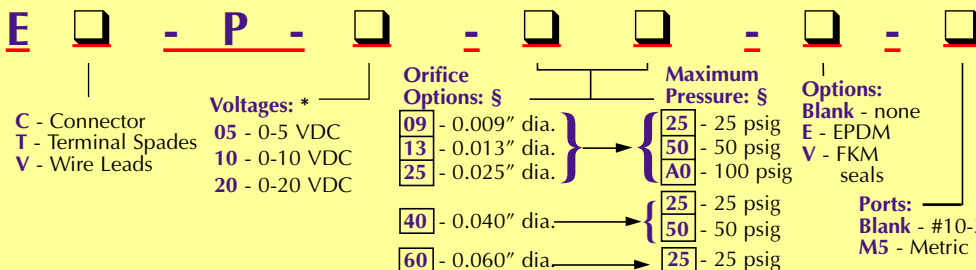 E ❑ - P - ❑ - ❑ ❑ - ❑ - ❑
C - Connector
T - Terminal Spades
V - Wire Leads
Voltages: *
05 - 0-5 VDC
10 - 0-10 VDC
20 - 0-20 VDC
Orifice
Options: §
09 - 0.009″ dia.
13 - 0.013″ dia.
25 - 0.025″ dia.
40 - 0.040″ dia.
60 - 0.060″ dia.
Maximum
Pressure: §
25 - 25 psig
50 - 50 psig
A0 - 100 psig
25 - 25 psig
50 - 50 psig
25 - 25 psig
Options:
Blank - none
E - EPDM
V - FKM
seals
Ports:
Blank - #10-
M5 - Metric